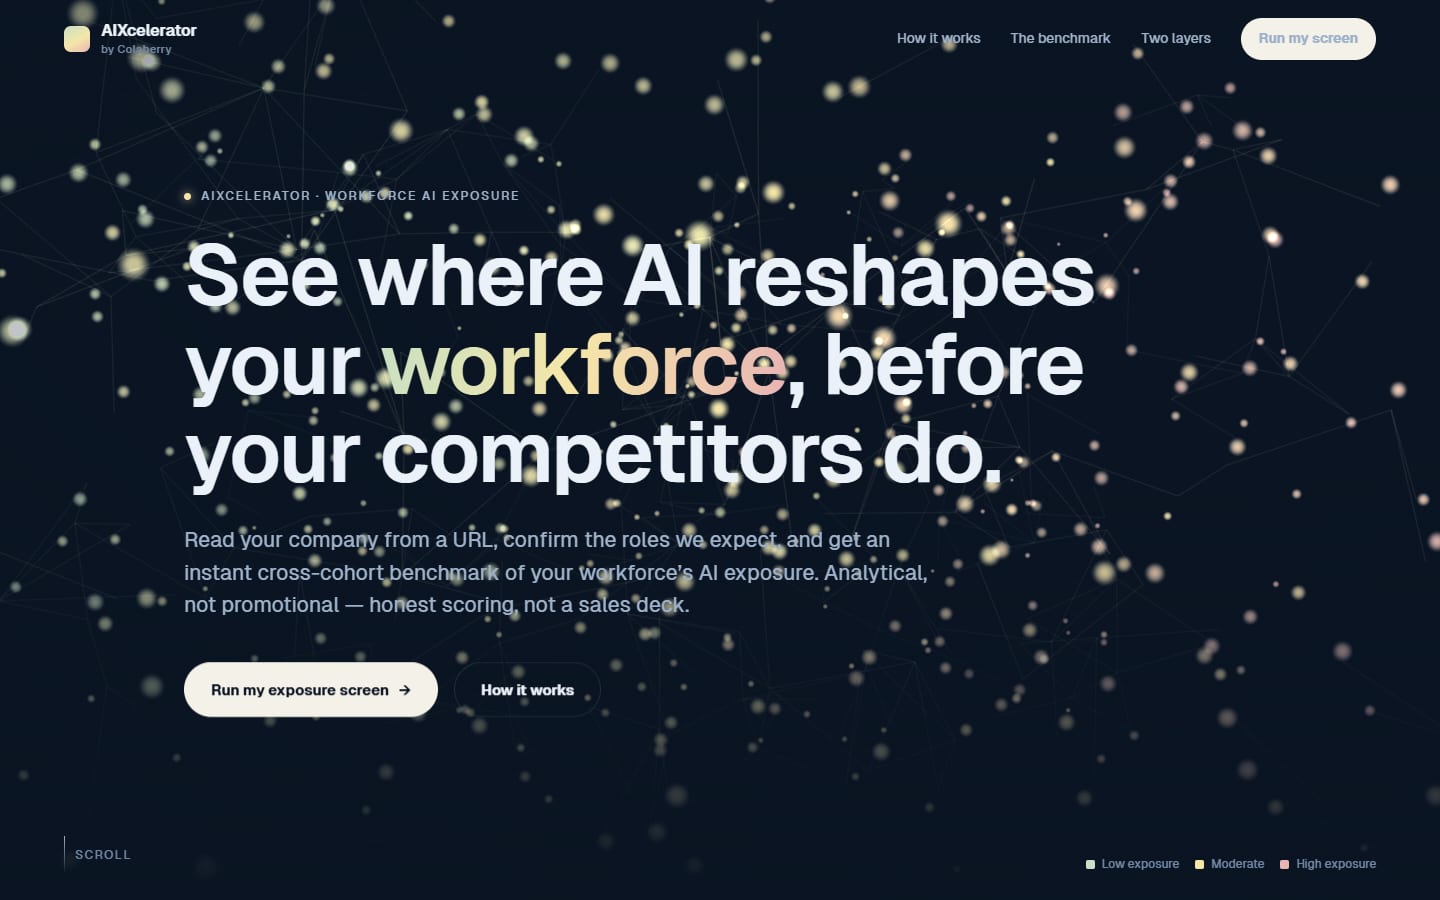 AIXcelerator
by Colaberry
How it works
The benchmark
Two layers
Run my screen
AIXCELERATOR · WORKFORCE AI EXPOSURE
See where AI reshapes
your workforce, before
your competitors do.
Read your company from a URL, confirm the roles we expect, and get an
instant cross-cohort benchmark of your workforce’s AI exposure. Analytical,
not promotional — honest scoring, not a sales deck.
Run my exposure screen →
How it works
SCROLL
Low exposure
Moderate
High exposure